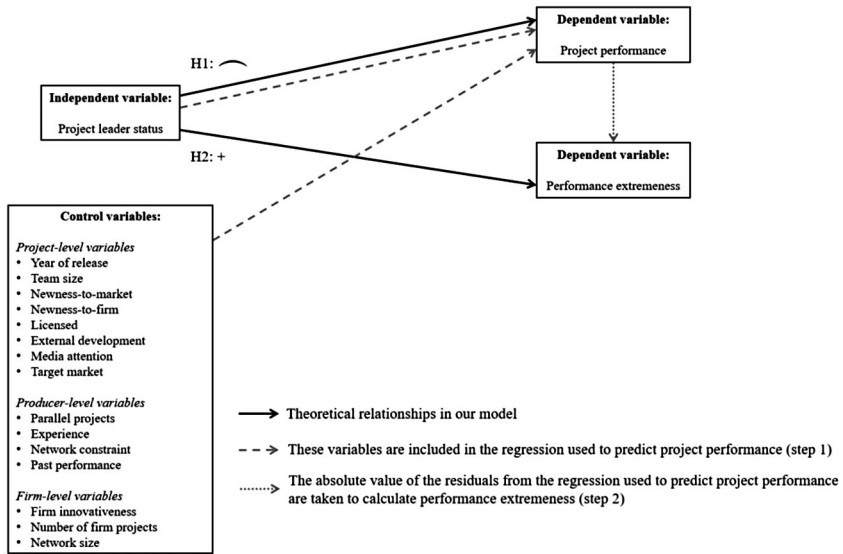 Dependent variable:
Project performance
H1:
Independent variable:
Project leader status
H2: +
Dependent variable:
Performance extremeness
Control variables:
Project-level variables
• Year of release
• Team size
• Newness-to-market
• Newness-to-firm
• Licensed
• External development
• Media attention
• Target market
Producer-level variables
• Parallel projects
• Experience
• Network constraint
• Past performance
Firm-level variables
• Firm innovativeness
• Number of firm projects
• Network size
Theoretical relationships in our model
These variables are included in the regression used to predict project performance (step 1)
The absolute value of the residuals from the regression used to predict project performance
are taken to calculate performance extremeness (step 2)